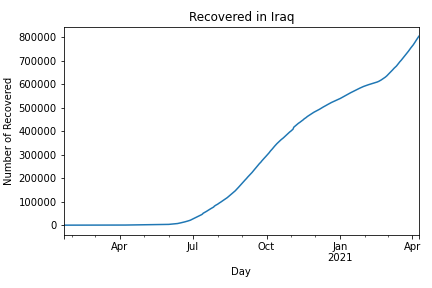 Recovered in Iraq
Number of Recovered
800000
700000
600000
500000
400000
300000
200000
100000
0
Apr
Jul
Oct
Jan
2021
Apr
Day